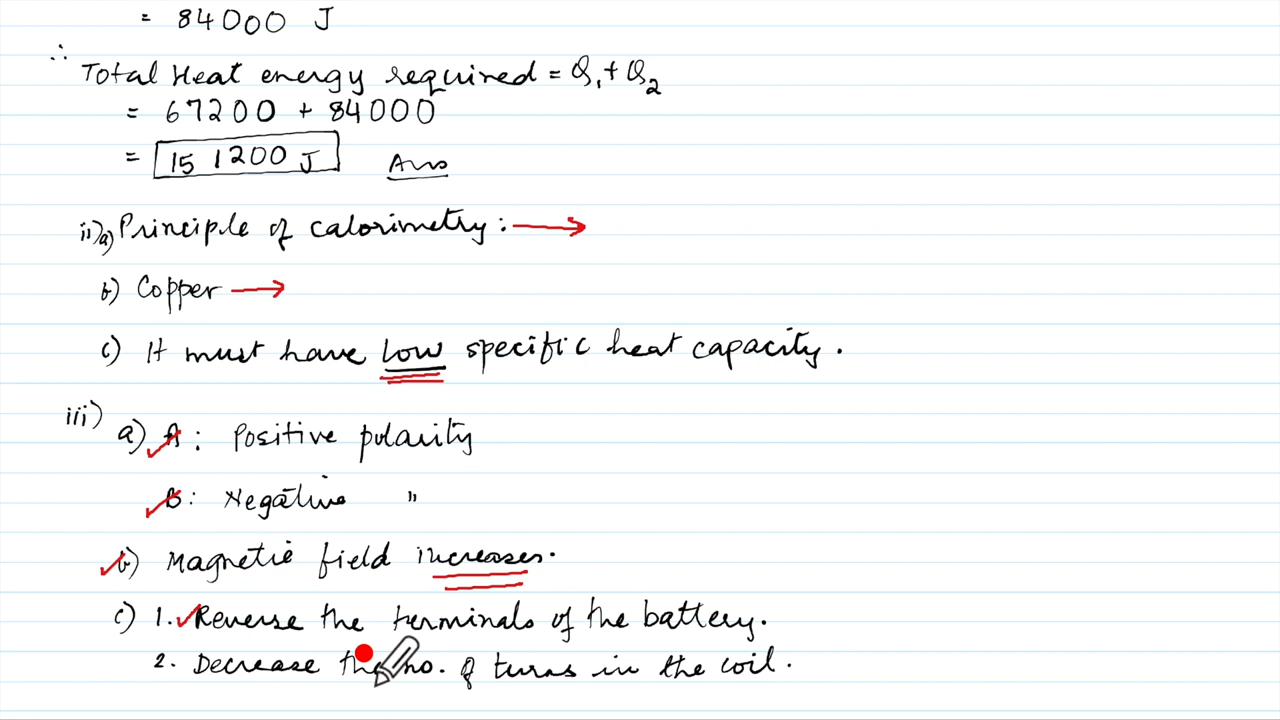 = 84000 J
∴ Total Heat energy required = Q₁ + Q₂
= 67200 + 84000
= 151200 J Ans
ii) a) Principle of calorimetry : →
b) Copper →
c) It must have low specific heat capacity.
iii) a) A : Positive polarity
B : Negative "
b) Magnetic field increases.
c) 1. Reverse the terminals of the battery.
2. Decrease the no. of turns in the coil.